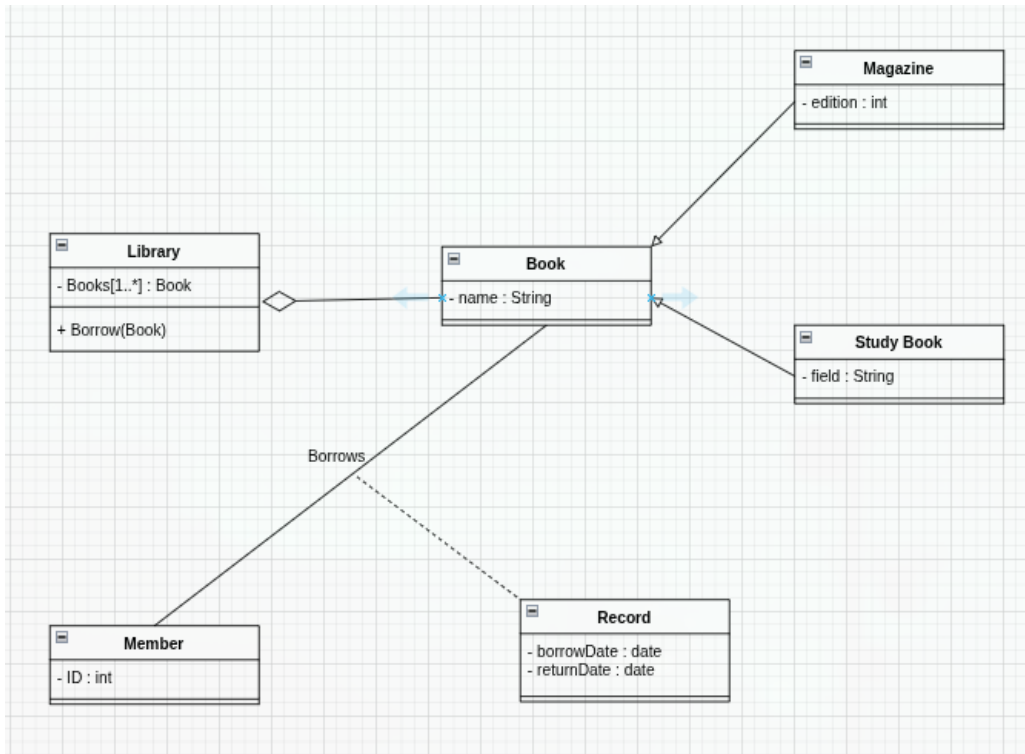 Magazine
- edition : int
Library
- Books[1..*] : Book
+ Borrow(Book)
Book
- name : String
Study Book
- field : String
Borrows
Member
- ID : int
Record
- borrowDate : date
- returnDate : date